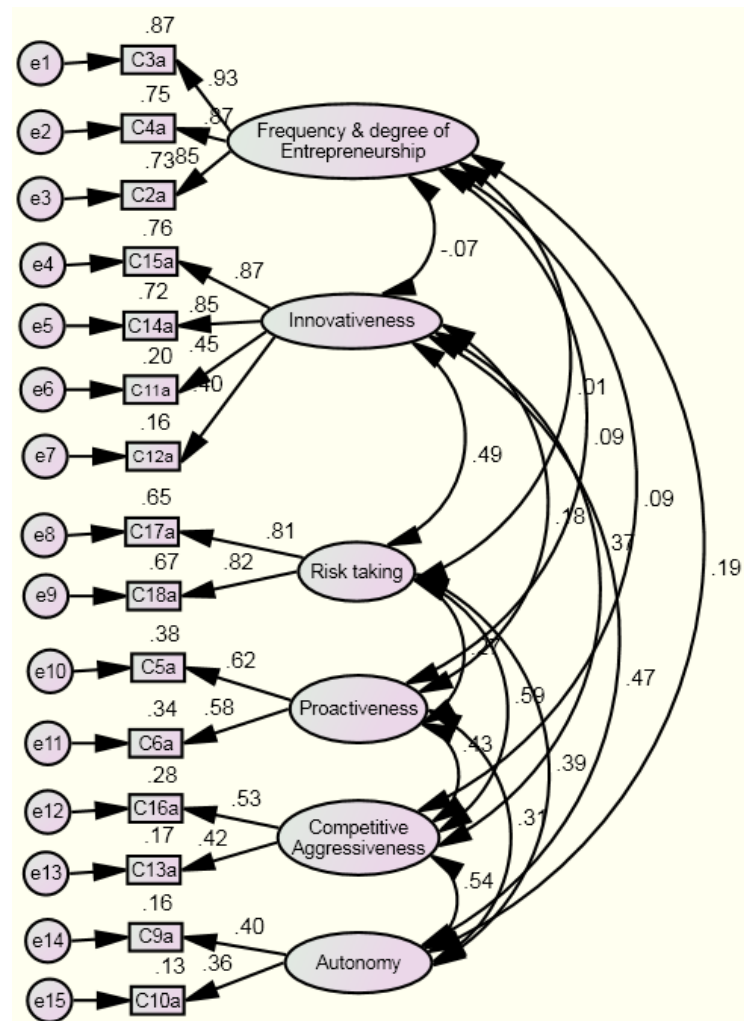 .87
e1 C3a .93
.75
e2 C4a .87
Frequency & degree of
Entrepreneurship
.73 .85
e3 C2a
.76
-.07
e4 C15a .87
.72
e5 C14a .85 Innovativeness
.45
.20
e6 C11a .40 .01
.16
.09
e7 C12a .49
.65
.09
.18
.37
e8 C17a .81
.67 .82 Risk taking .19
e9 C18a
.38
e10 C5a .62
.47
.59
.34 .58 Proactiveness
e11 C6a .43
.39
.28
e12 C16a .53
.31
.17 .42 Competitive
Aggressiveness
e13 C13a
.54
.16
e14 C9a .40
.13 .36 Autonomy
e15 C10a